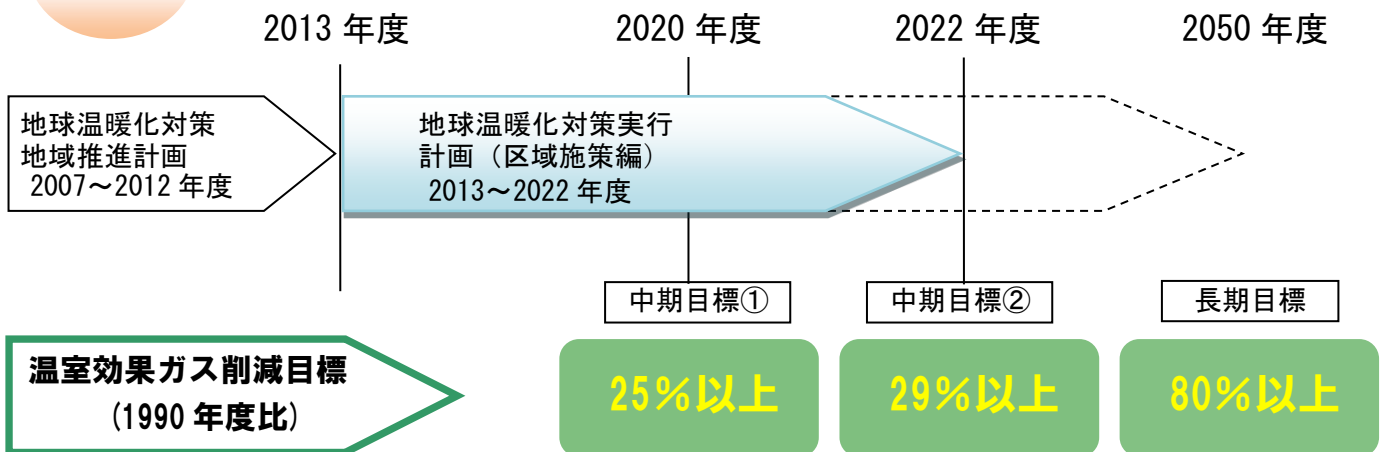 2013 年度
2020 年度
2022 年度
2050 年度
地球温暖化対策
地域推進計画
2007～2012 年度
地球温暖化対策実行
計画（区域施策編）
2013～2022 年度
中期目標①
中期目標②
長期目標
温室効果ガス削減目標
(1990 年度比)
25%以上
29%以上
80%以上